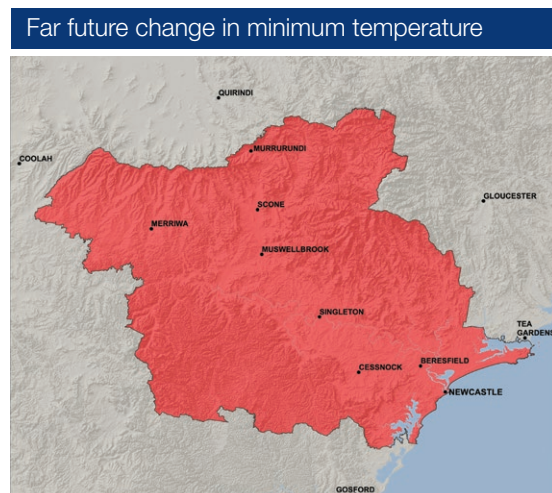 Far future change in minimum temperature
QUIRINDI
COOLAH
MURRURUNDI
GLOUCESTER
SCONE
MERRIWA
MUSWELLBROOK
SINGLETON
TEA
GARDENS
BERESFIELD
CESSNOCK
NEWCASTLE
GOSFORD